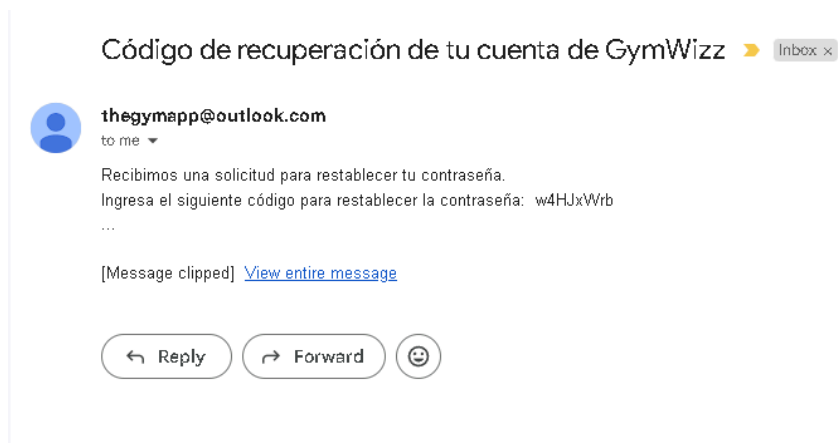 Código de recuperación de tu cuenta de GymWizz Inbox ×
thegymapp@outlook.com
to me
Recibimos una solicitud para restablecer tu contraseña.
Ingresa el siguiente código para restablecer la contraseña: w4HJxWrb
...
[Message clipped] View entire message
Reply Forward